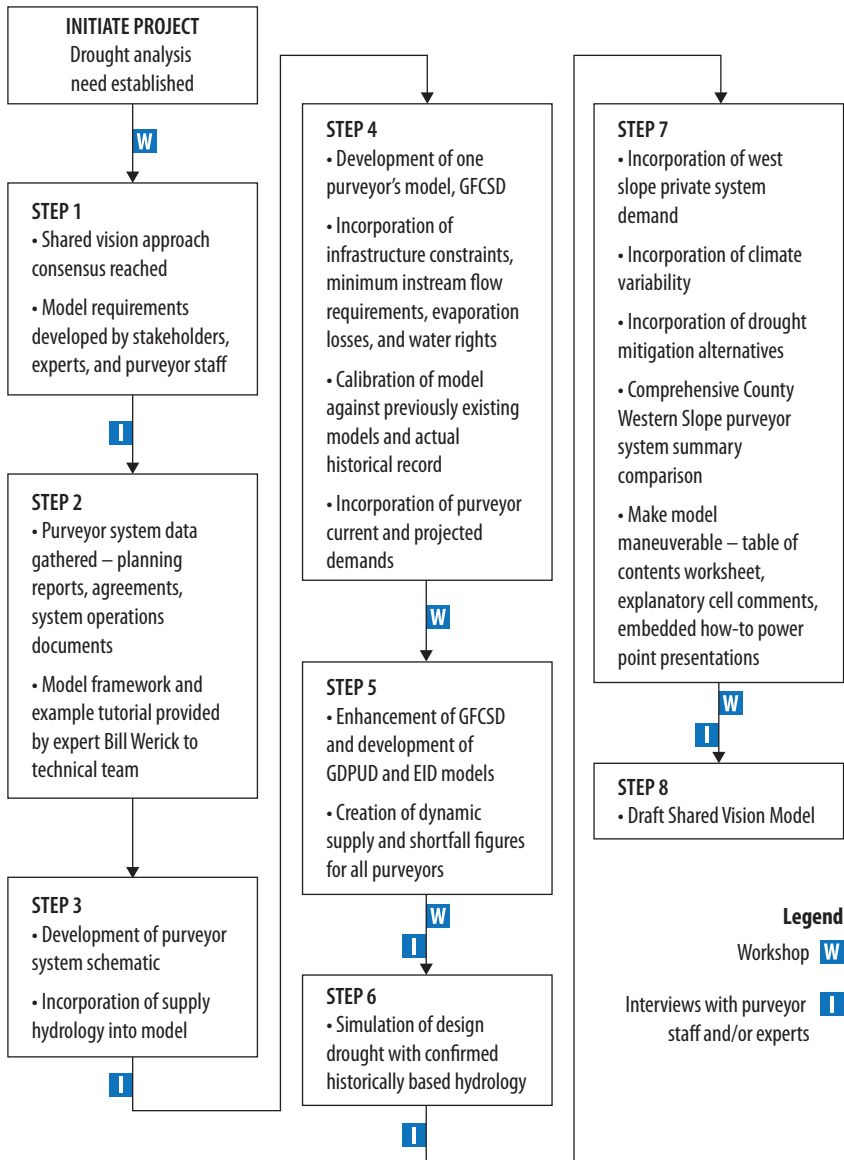 INITIATE PROJECT
Drought analysis
need established
W
STEP 1
• Shared vision approach
consensus reached
• Model requirements
developed by stakeholders,
experts, and purveyor staff
I
STEP 2
• Purveyor system data
gathered – planning
reports, agreements,
system operations
documents
• Model framework and
example tutorial provided
by expert Bill Werick to
technical team
STEP 3
• Development of purveyor
system schematic
• Incorporation of supply
hydrology into model
I
STEP 4
• Development of one
purveyor's model, GFCSD
• Incorporation of
infrastructure constraints,
minimum instream flow
requirements, evaporation
losses, and water rights
• Calibration of model
against previously existing
models and actual
historical record
• Incorporation of purveyor
current and projected
demands
W
STEP 5
• Enhancement of GFCSD
and development of
GDPUD and EID models
• Creation of dynamic
supply and shortfall figures
for all purveyors
W
I
STEP 6
• Simulation of design
drought with confirmed
historically based hydrology
I
STEP 7
• Incorporation of west
slope private system
demand
• Incorporation of climate
variability
• Incorporation of drought
mitigation alternatives
• Comprehensive County
Western Slope purveyor
system summary
comparison
• Make model
maneuverable – table of
contents worksheet,
explanatory cell comments,
embedded how-to power
point presentations
W
I
STEP 8
• Draft Shared Vision Model
Legend
Workshop W
Interviews with purveyor I
staff and/or experts